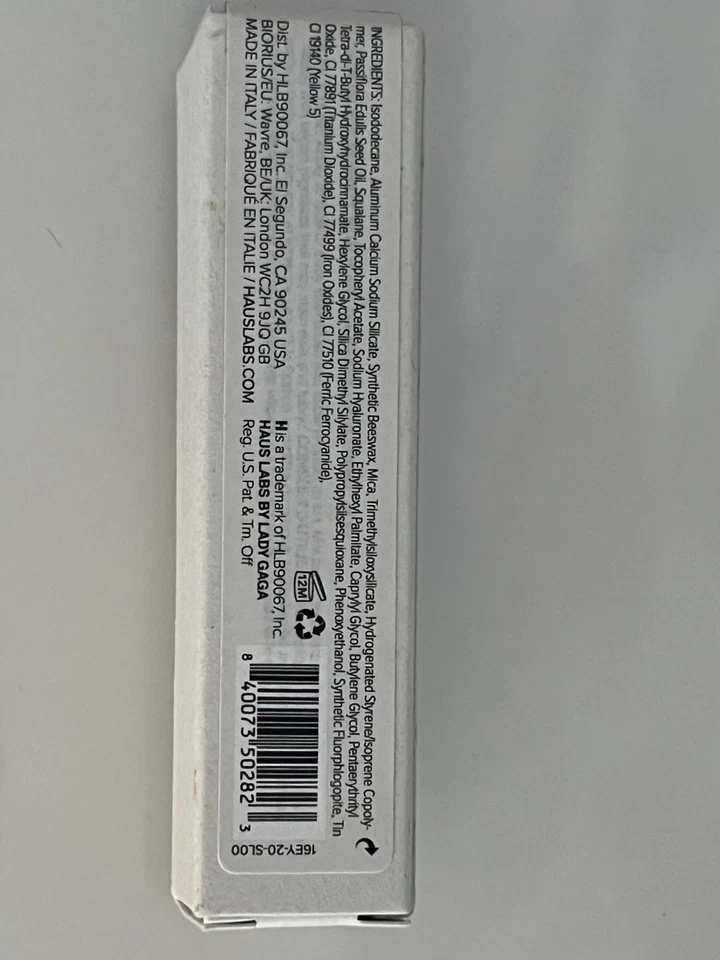 INGREDIENTS: Isododecane, Aluminum Calcium Sodium Silicate, Synthetic Beeswax, Mica, Trimethylsiloxysilicate, Hydrogenated Styrene/Isoprene Copoly-
mer, Passiflora Edulis Seed Oil, Squalane, Tocopheryl Acetate, Sodium Hyaluronate, Ethylhexyl Palmitate, Caprylyl Glycol, Butylene Glycol, Pentaerythrityl
Tetra-di-T-Butyl Hydroxyhydrocinnamate, Hexylene Glycol, Silica Dimethyl Silylate, Polypropylsilsesquioxane, Phenoxyethanol, Synthetic Fluorphlogopite, Tin
Oxide, CI 77891 (Titanium Dioxide), CI 77499 (Iron Oxides), CI 77510 (Ferric Ferrocyanide),
CI 19140 (Yellow 5)
12M
Dist. by HLB90067, Inc. El Segundo, CA 90245 USA
BIORIUS/EU: Wavre, BE/UK: London WC2H 9JQ GB
MADE IN ITALY / FABRIQUÉ EN ITALIE / HAUSLABS.COM
H is a trademark of HLB90067, Inc.
HAUS LABS BY LADY GAGA
Reg. U.S. Pat. & Tm. Off
8 40073 50282 3
16EY-20-SL00